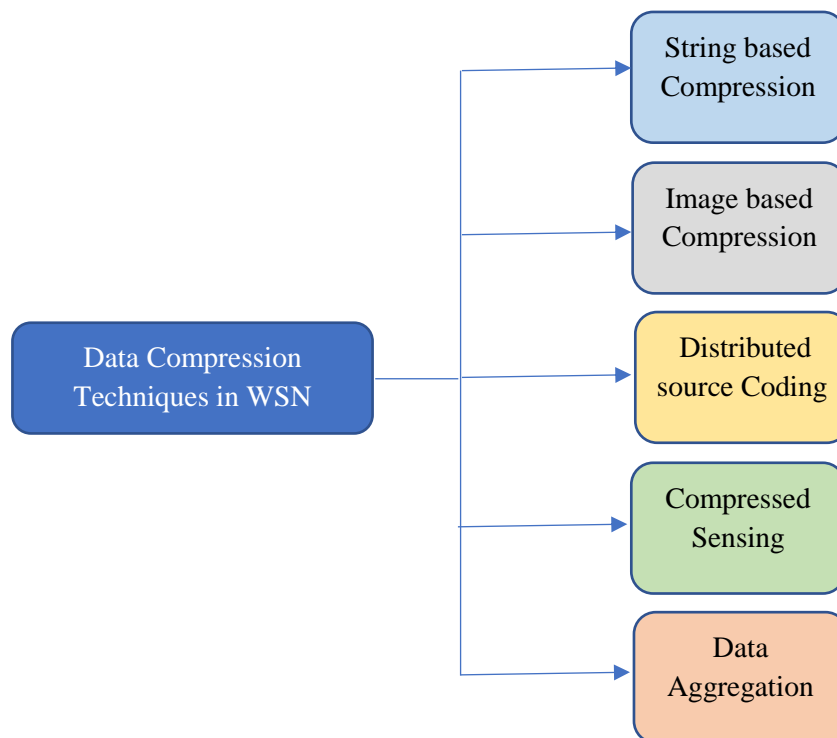 String based
Compression
Image based
Compression
Data Compression
Techniques in WSN
Distributed
source Coding
Compressed
Sensing
Data
Aggregation